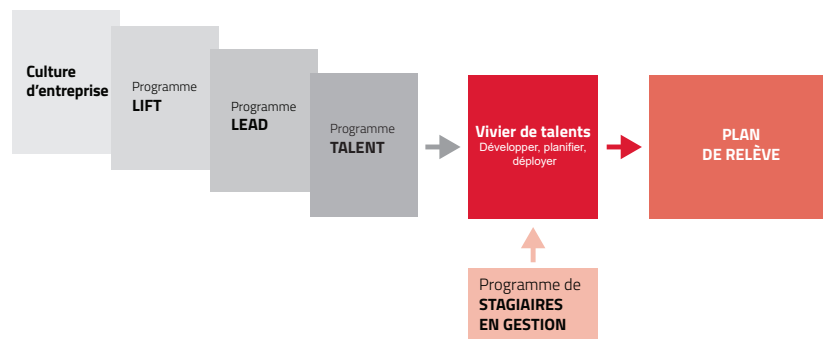 Culture
d’entreprise
Programme
LIFT
Programme
LEAD
Programme
TALENT
Vivier de talents
Développer, planifier,
déployer
PLAN
DE RELÈVE
Programme de
STAGIAIRES
EN GESTION